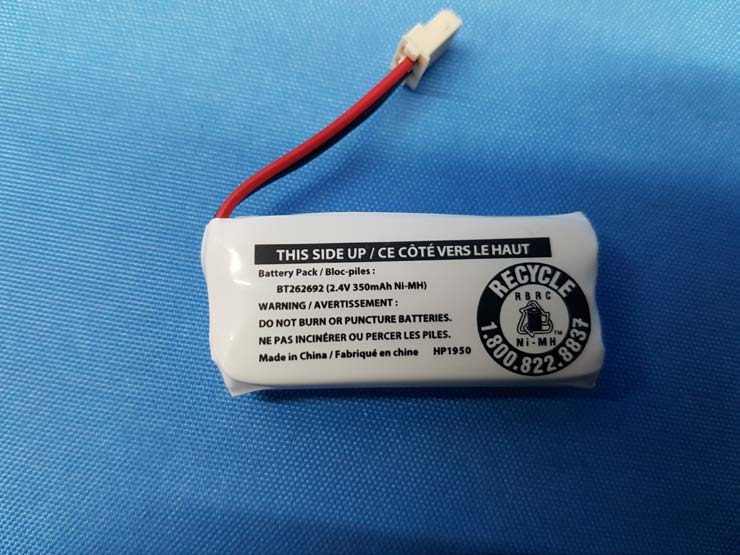 THIS SIDE UP / CE CÔTÉ VERS LE HAUT
Battery Pack / Bloc-piles :
BT262692 (2.4V 350mAh Ni-MH)
WARNING / AVERTISSEMENT :
DO NOT BURN OR PUNCTURE BATTERIES.
NE PAS INCINÉRER OU PERCER LES PILES.
Made in China / Fabriqué en chine HP1950
RECYCLE
RBRC
TM
Ni-MH
1.800.822.8837